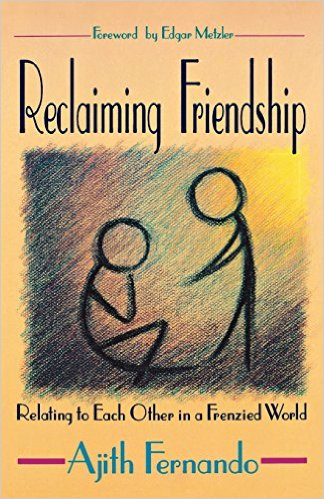 Foreword by Edgar Metzler
Reclaiming Friendship
Relating to Each Other in a Frenzied World
Ajith Fernando